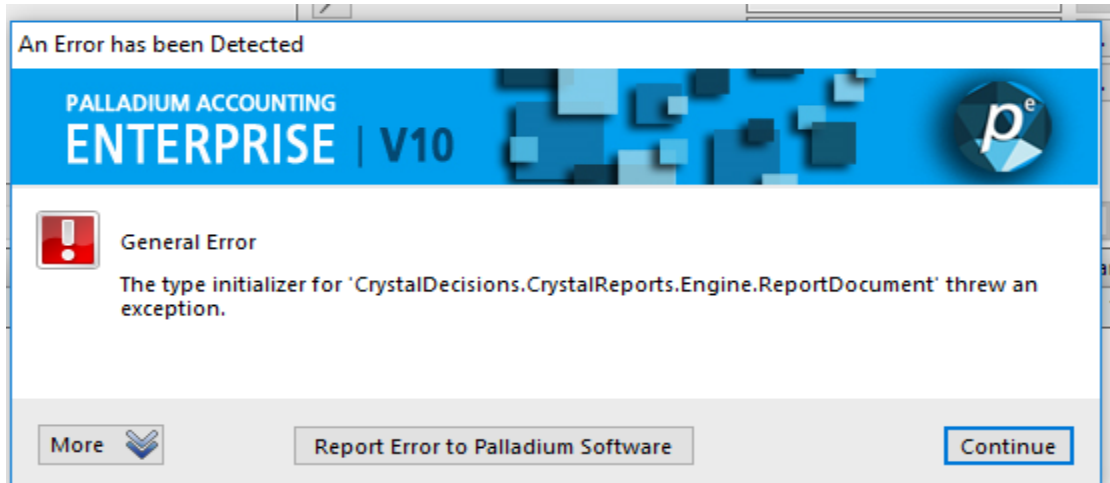 An Error has been Detected
PALLADIUM ACCOUNTING
ENTERPRISE | V10
pe
General Error
The type initializer for 'CrystalDecisions.CrystalReports.Engine.ReportDocument' threw an
exception.
More
Report Error to Palladium Software
Continue